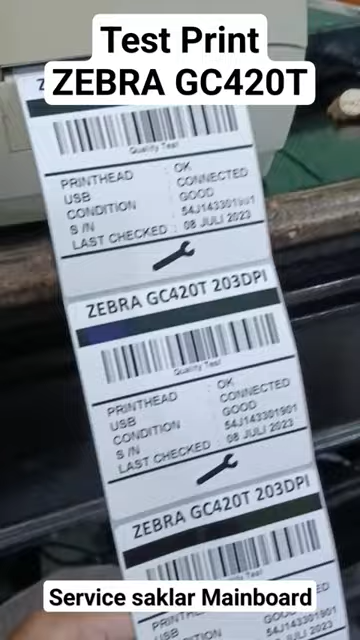 Test Print
ZEBRA GC420T
Quality Test
PRINTHEAD : OK
USB : CONNECTED
CONDITION : GOOD
S/N : 54J143301901
LAST CHECKED : 08 JULI 2023
ZEBRA GC420T 203DPI
Quality Test
PRINTHEAD : OK
USB : CONNECTED
CONDITION : GOOD
S/N : 54J143301901
LAST CHECKED : 08 JULI 2023
ZEBRA GC420T 203DPI
Service saklar Mainboard